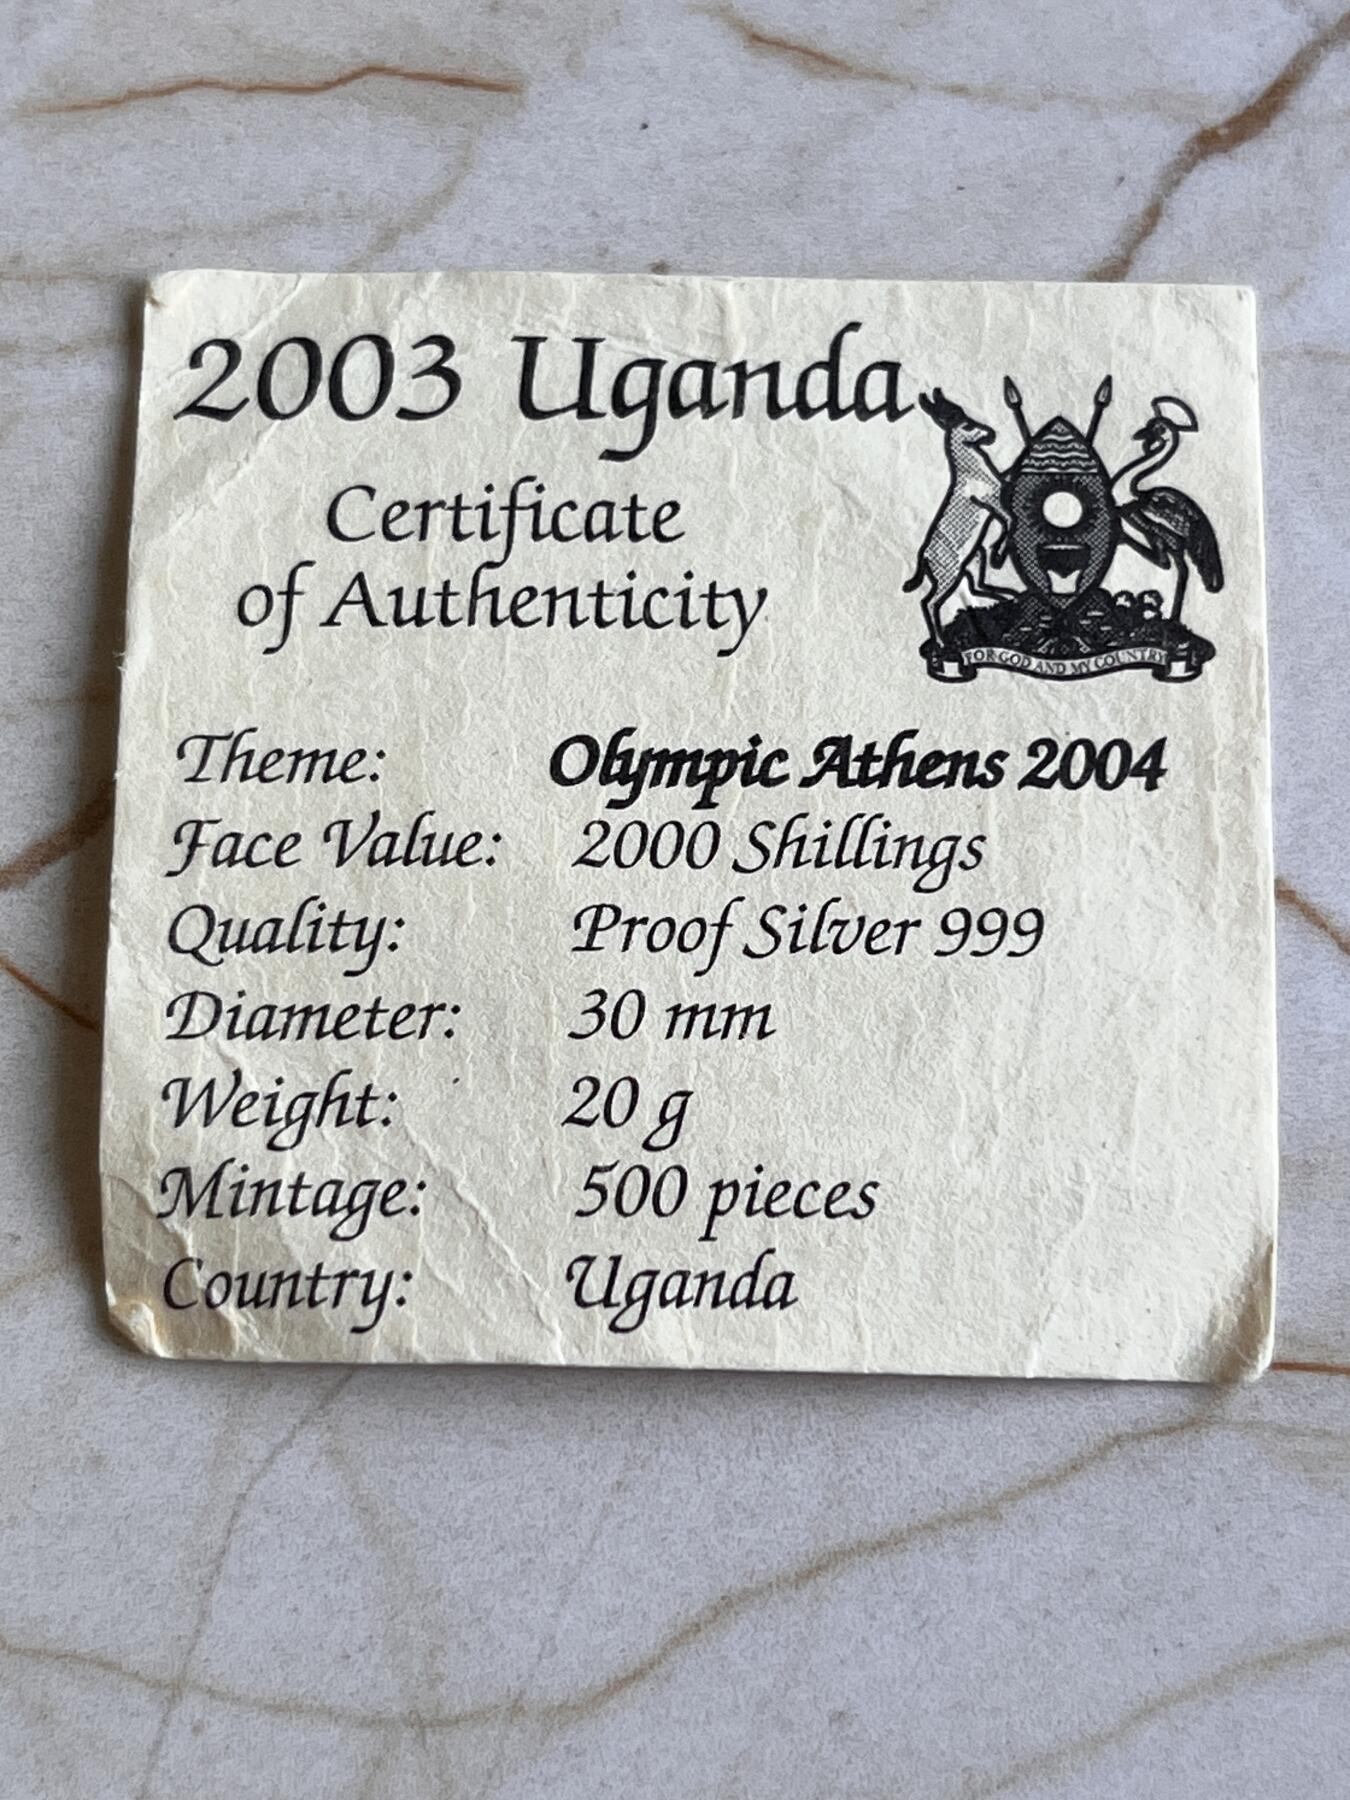 2003 Uganda
Certificate
of Authenticity
FOR GOD AND MY COUNTRY
Theme: Olympic Athens 2004
Face Value: 2000 Shillings
Quality: Proof Silver 999
Diameter: 30 mm
Weight: 20 g
Mintage: 500 pieces
Country: Uganda